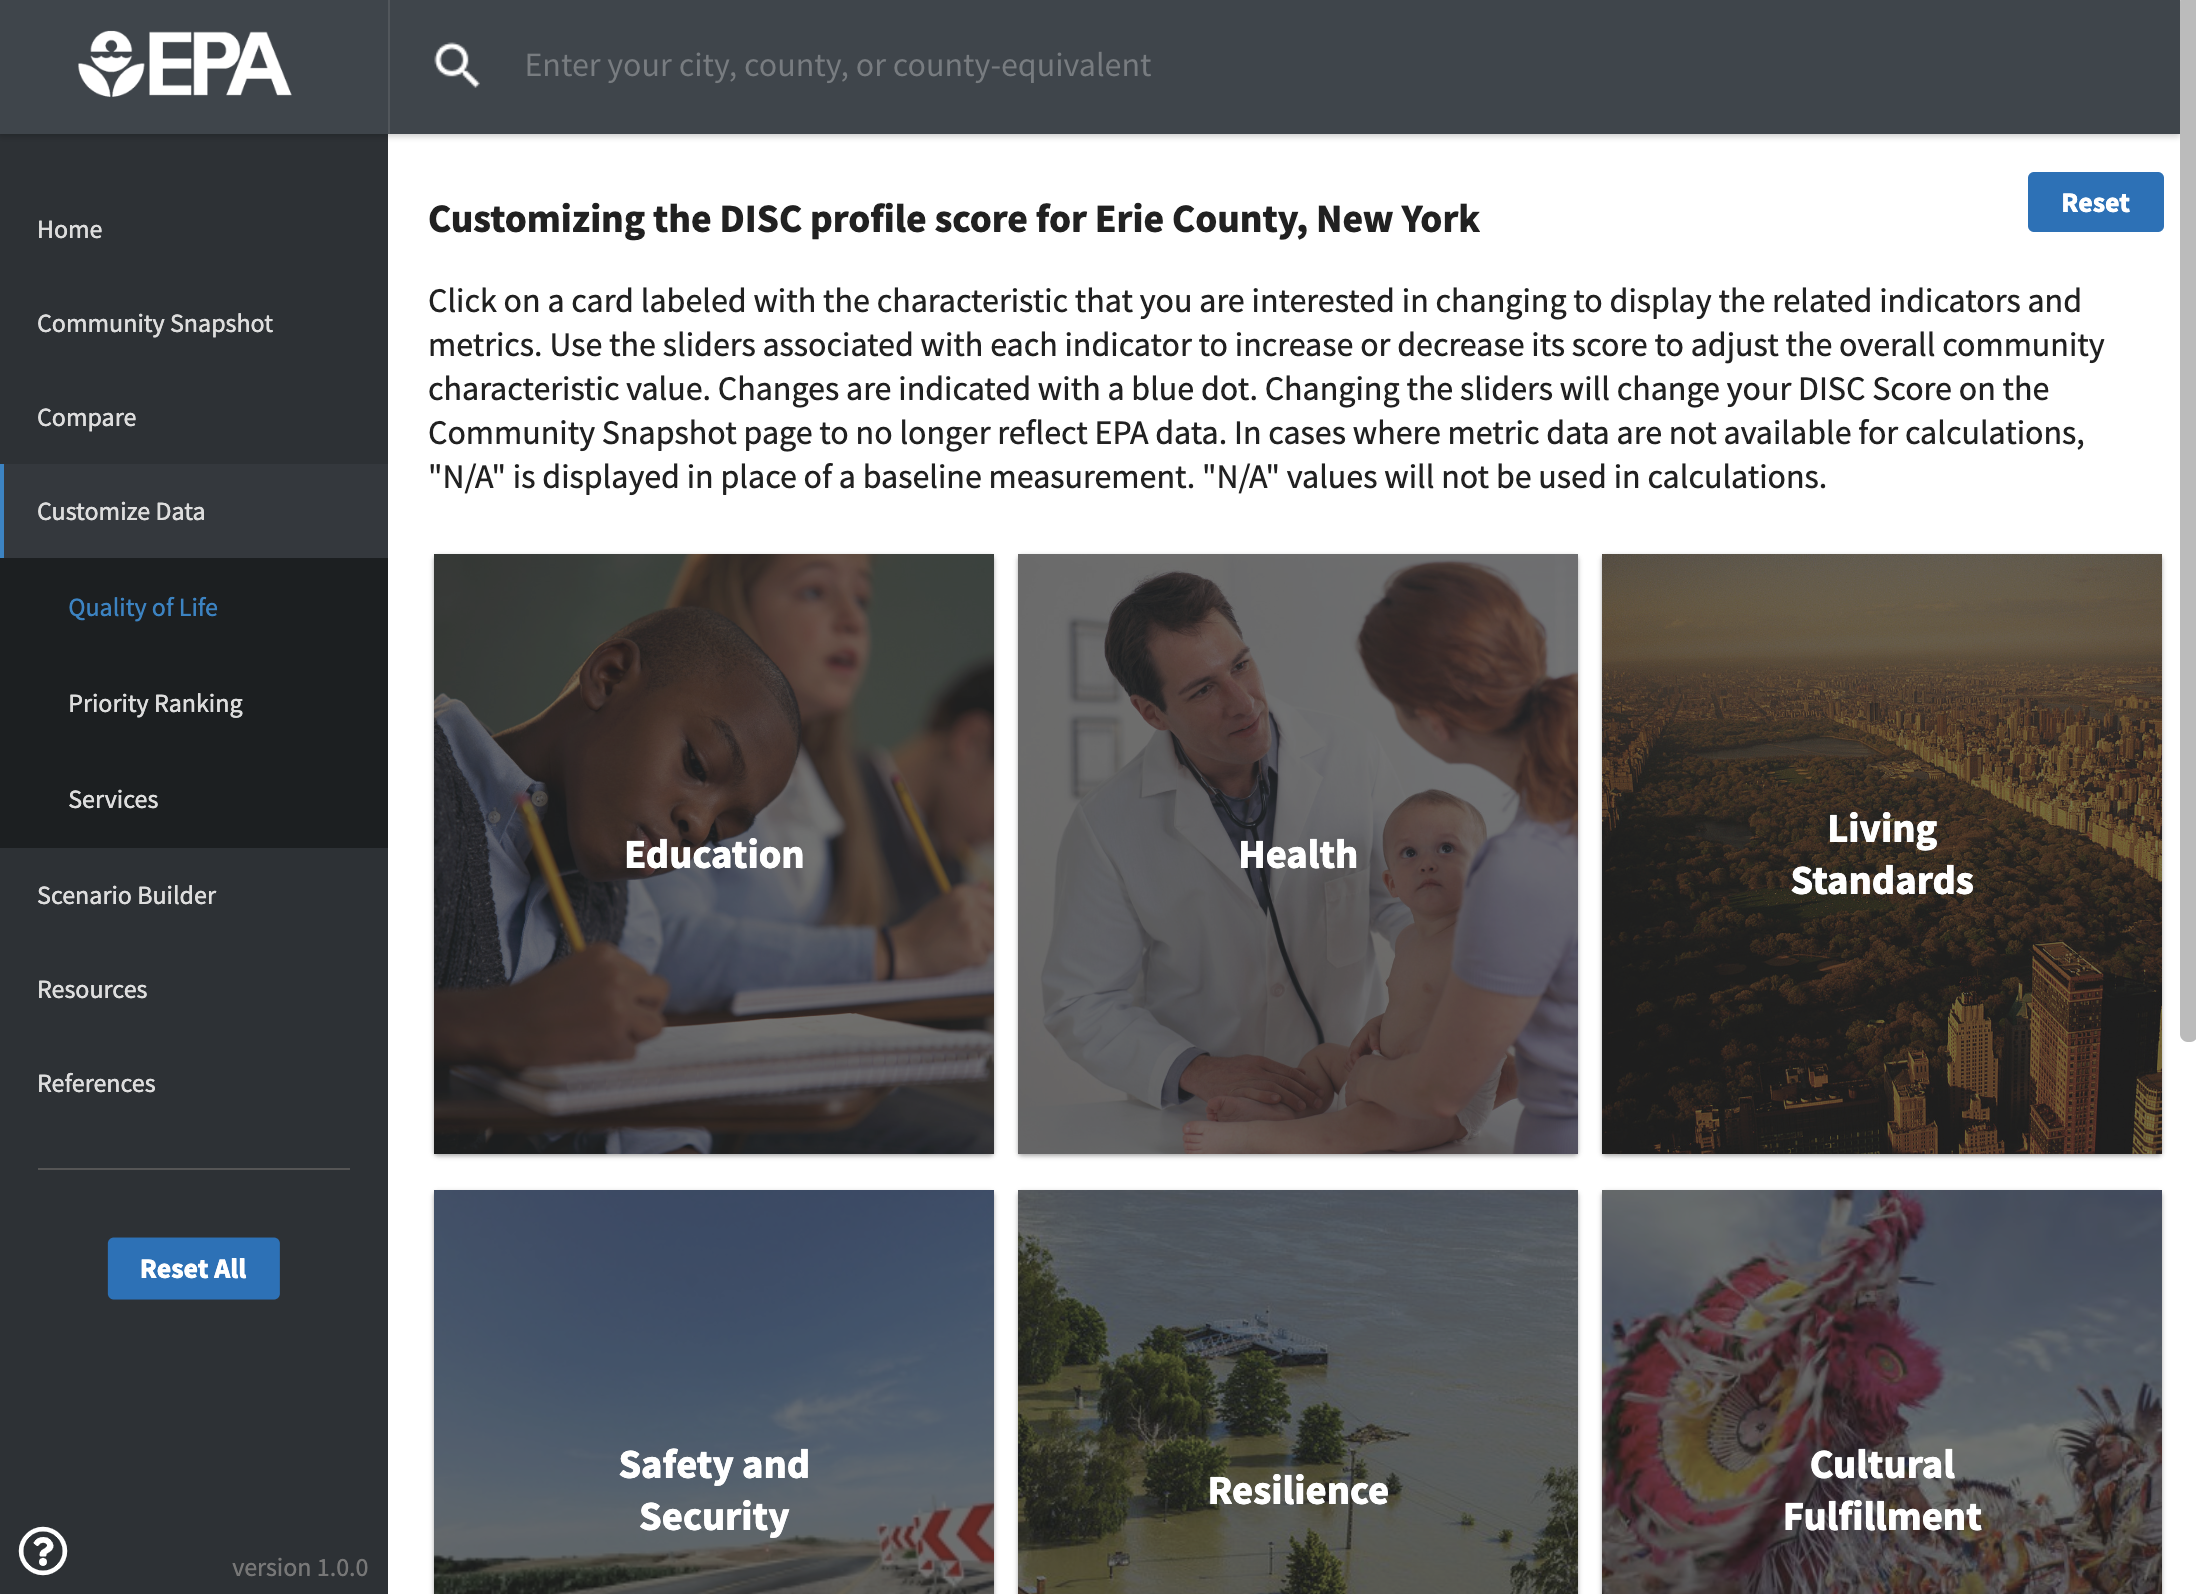 EPA
Enter your city, county, or county-equivalent
Home
Community Snapshot
Compare
Customize Data
Quality of Life
Priority Ranking
Services
Scenario Builder
Resources
References
Reset All
version 1.0.0
Reset
Customizing the DISC profile score for Erie County, New York
Click on a card labeled with the characteristic that you are interested in changing to display the related indicators and
metrics. Use the sliders associated with each indicator to increase or decrease its score to adjust the overall community
characteristic value. Changes are indicated with a blue dot. Changing the sliders will change your DISC Score on the
Community Snapshot page to no longer reflect EPA data. In cases where metric data are not available for calculations,
"N/A" is displayed in place of a baseline measurement. "N/A" values will not be used in calculations.
Education
Health
Living
Standards
Safety and
Security
Resilience
Cultural
Fulfillment